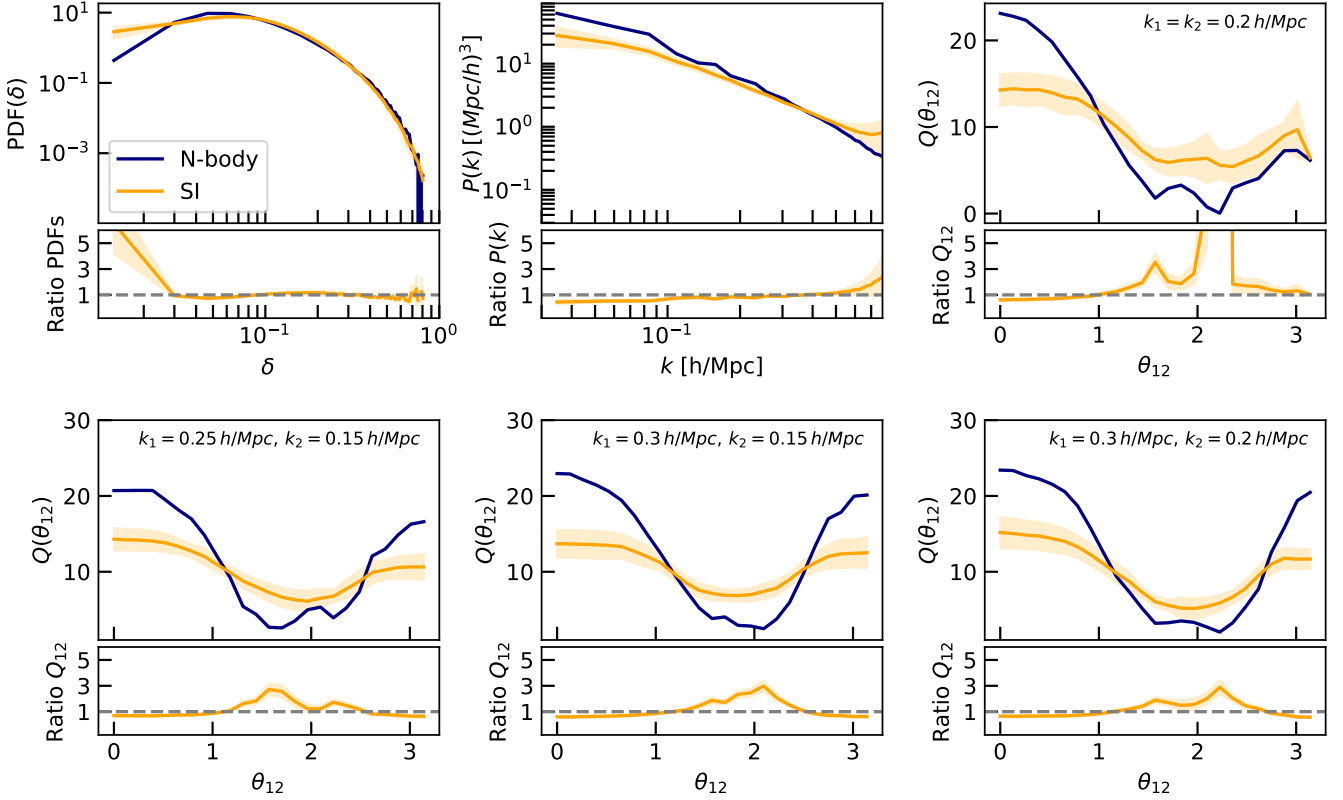 10¹
10⁻¹
10⁻³
PDF(δ)
N-body
SI
Ratio PDFs
5
3
1
10⁻¹
10⁰
δ
10¹
10⁰
10⁻¹
P(k) [(Mpc/h)³]
Ratio P(k)
5
3
1
10⁻¹
k [h/Mpc]
k₁ = k₂ = 0.2 h/Mpc
20
10
0
Q(θ₁₂)
Ratio Q₁₂
5
3
1
0 1 2 3
θ₁₂
k₁ = 0.25 h/Mpc, k₂ = 0.15 h/Mpc
30
20
10
Q(θ₁₂)
Ratio Q₁₂
5
3
1
0 1 2 3
θ₁₂
k₁ = 0.3 h/Mpc, k₂ = 0.15 h/Mpc
30
20
10
Q(θ₁₂)
Ratio Q₁₂
5
3
1
0 1 2 3
θ₁₂
k₁ = 0.3 h/Mpc, k₂ = 0.2 h/Mpc
30
20
10
Q(θ₁₂)
Ratio Q₁₂
5
3
1
0 1 2 3
θ₁₂